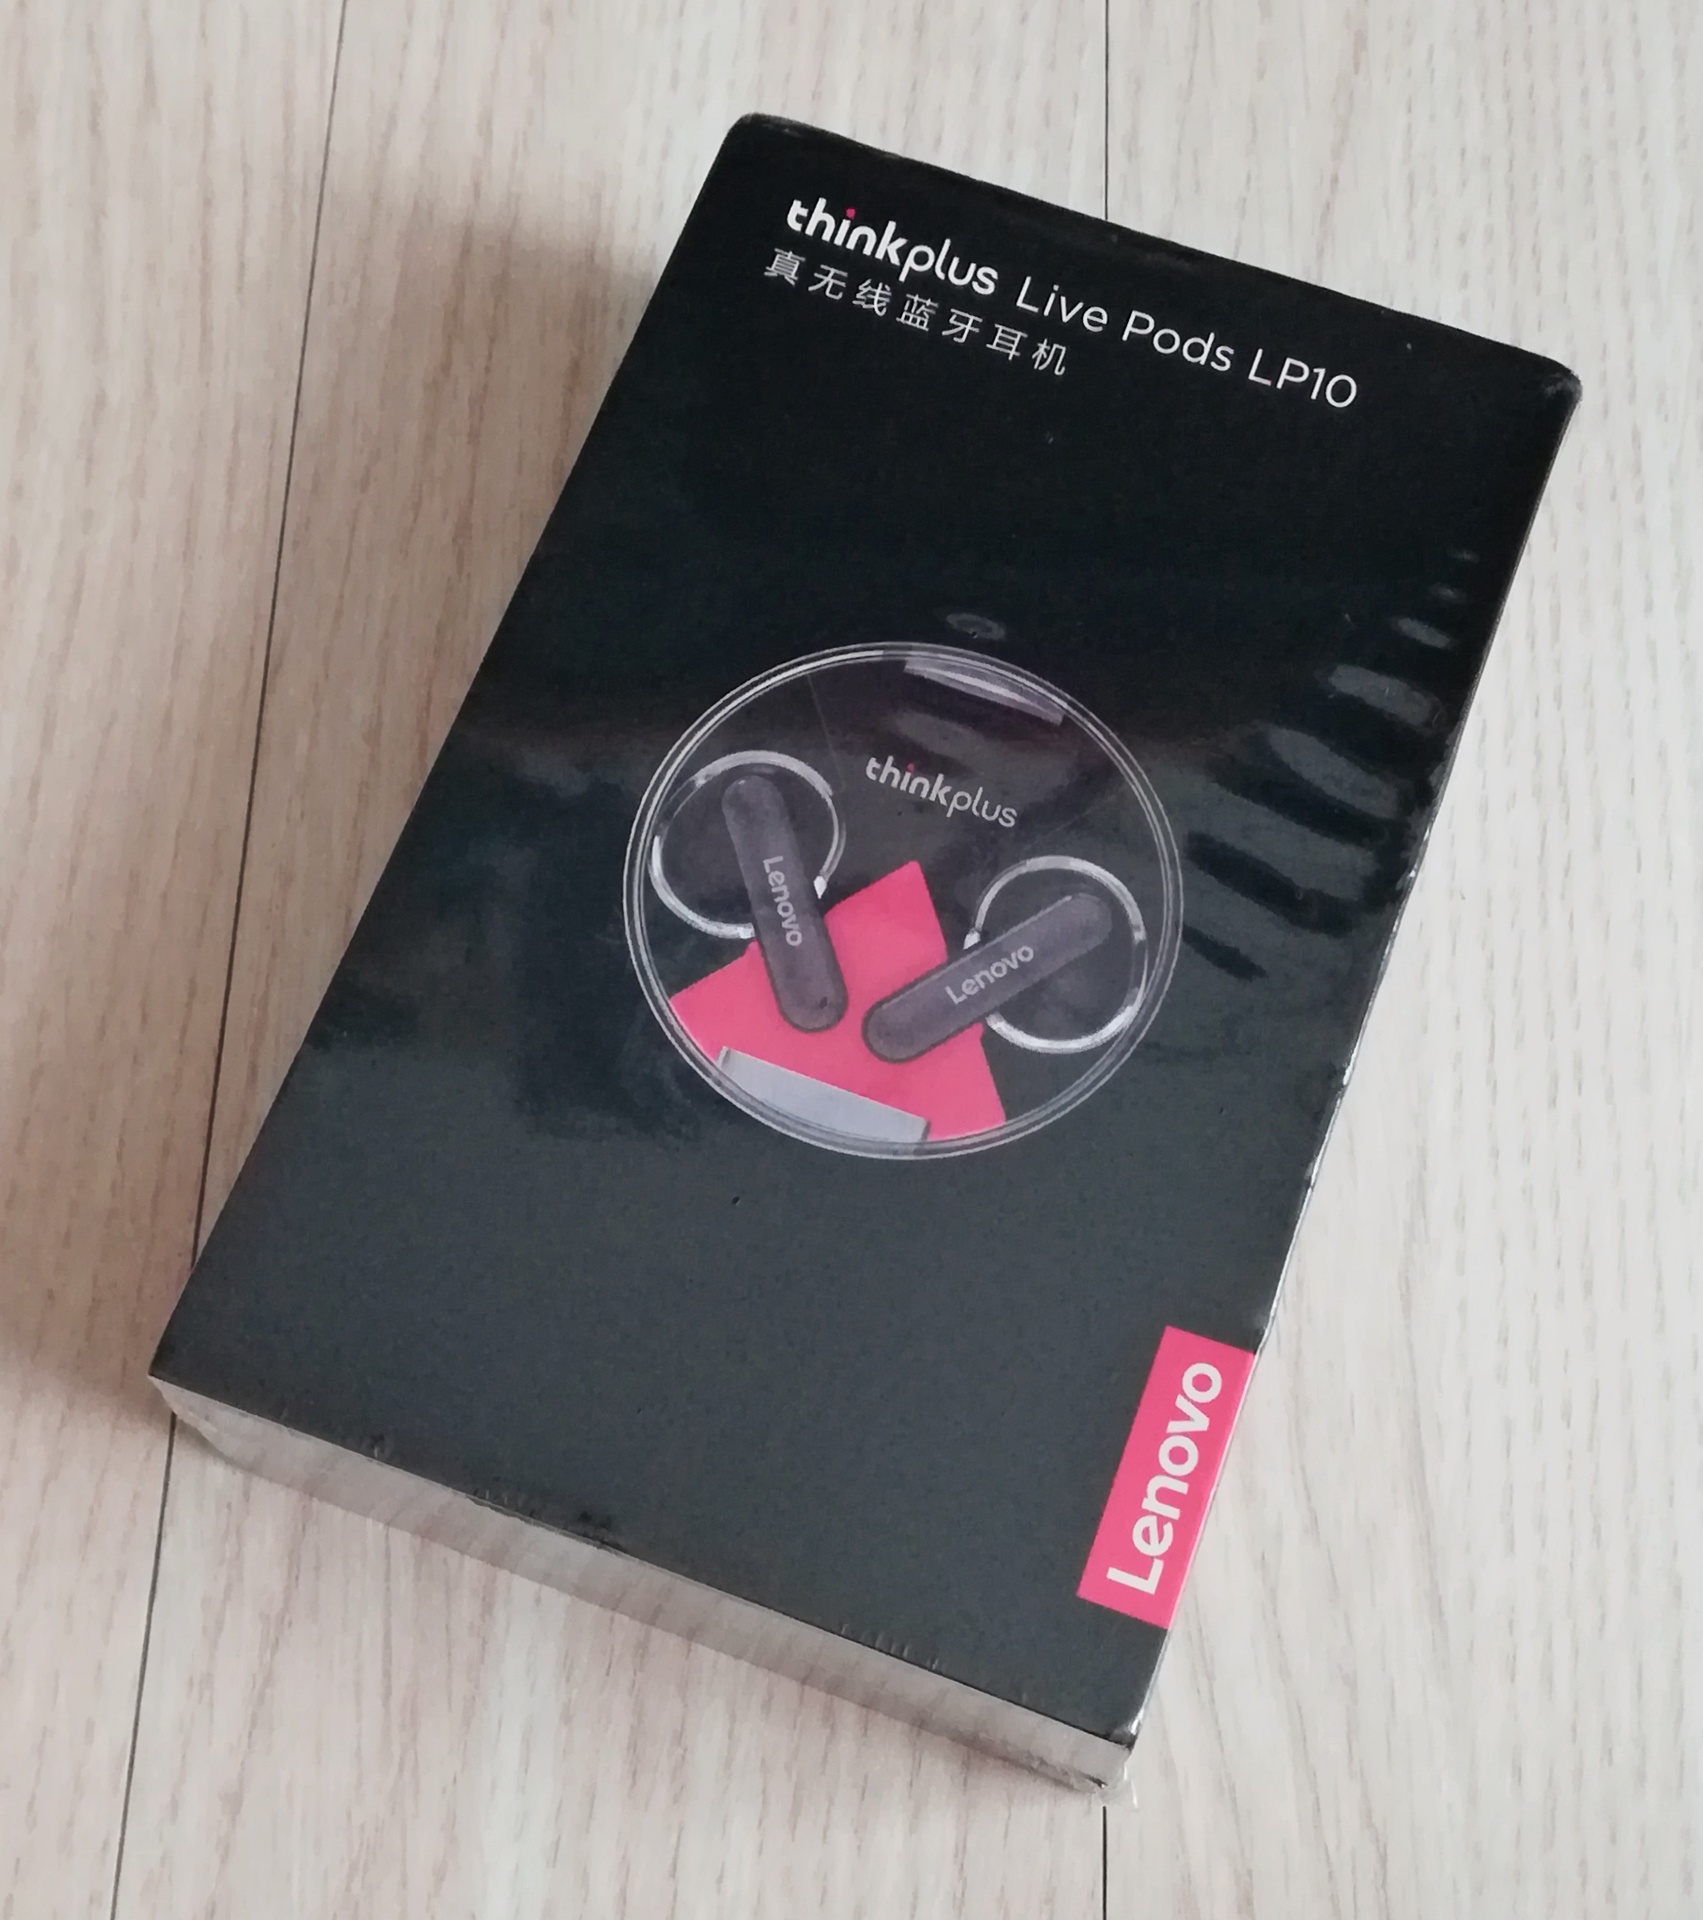 thinkplus Live Pods LP10
真无线蓝牙耳机
thinkplus
Lenovo
Lenovo
Lenovo